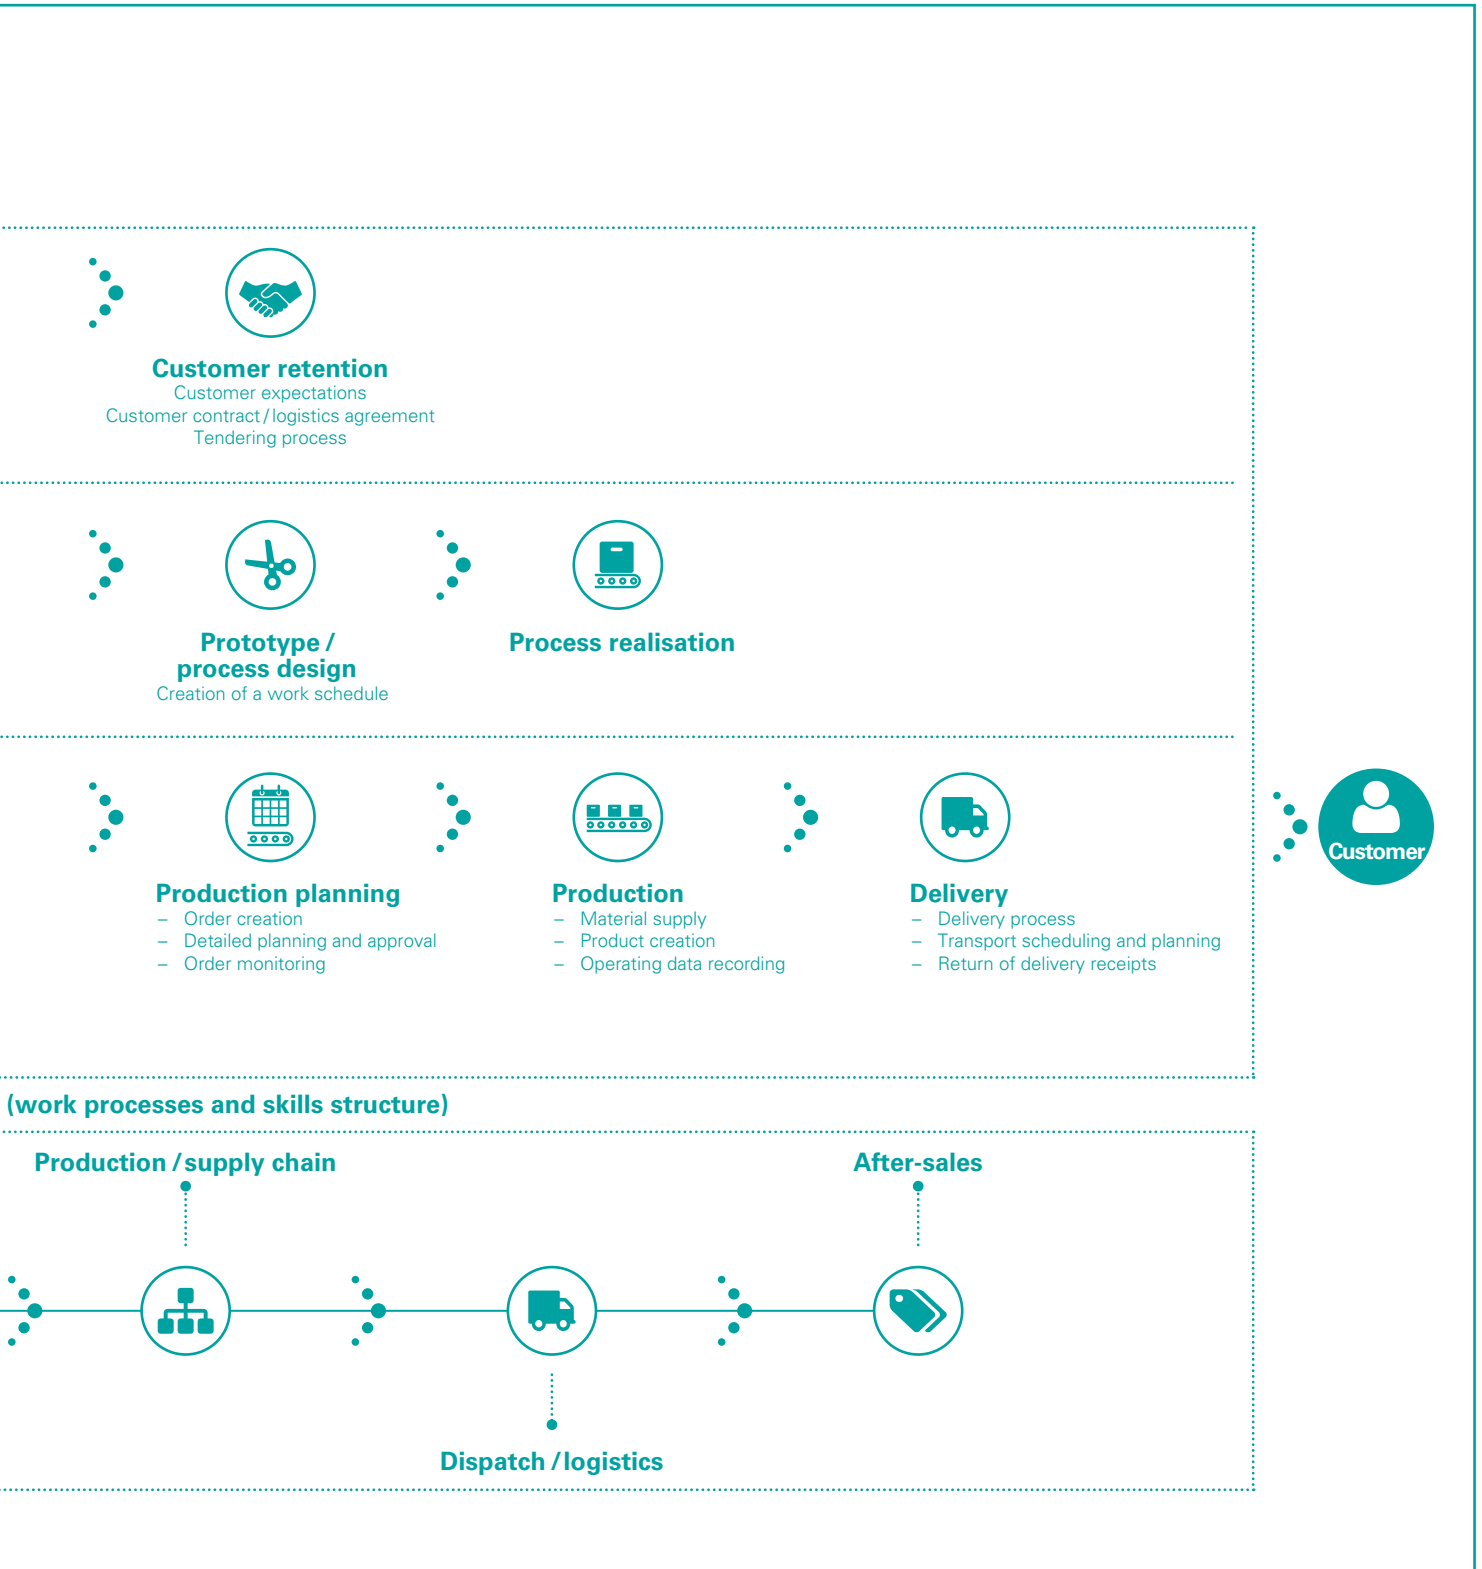 Customer retention
Customer expectations
Customer contract / logistics agreement
Tendering process
Prototype /
process design
Creation of a work schedule
Process realisation
Production planning
– Order creation
– Detailed planning and approval
– Order monitoring
Production
– Material supply
– Product creation
– Operating data recording
Delivery
– Delivery process
– Transport scheduling and planning
– Return of delivery receipts
Customer
(work processes and skills structure)
Production / supply chain
After-sales
Dispatch / logistics